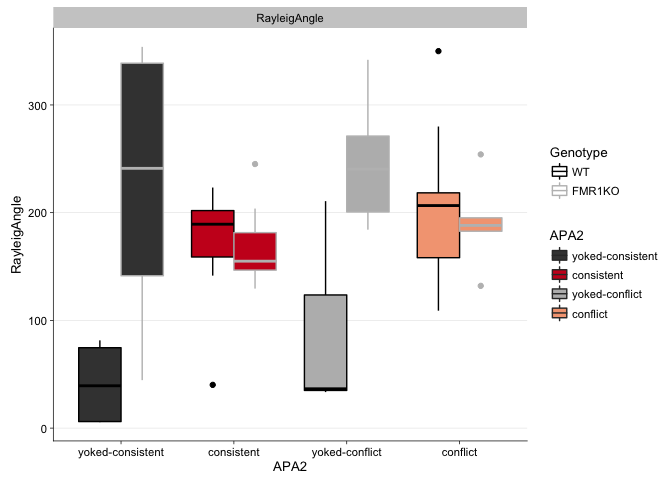 RayleigAngle
RayleigAngle
300
200
100
0
yoked-consistent
consistent
yoked-conflict
conflict
APA2
Genotype
WT
FMR1KO
APA2
yoked-consistent
consistent
yoked-conflict
conflict